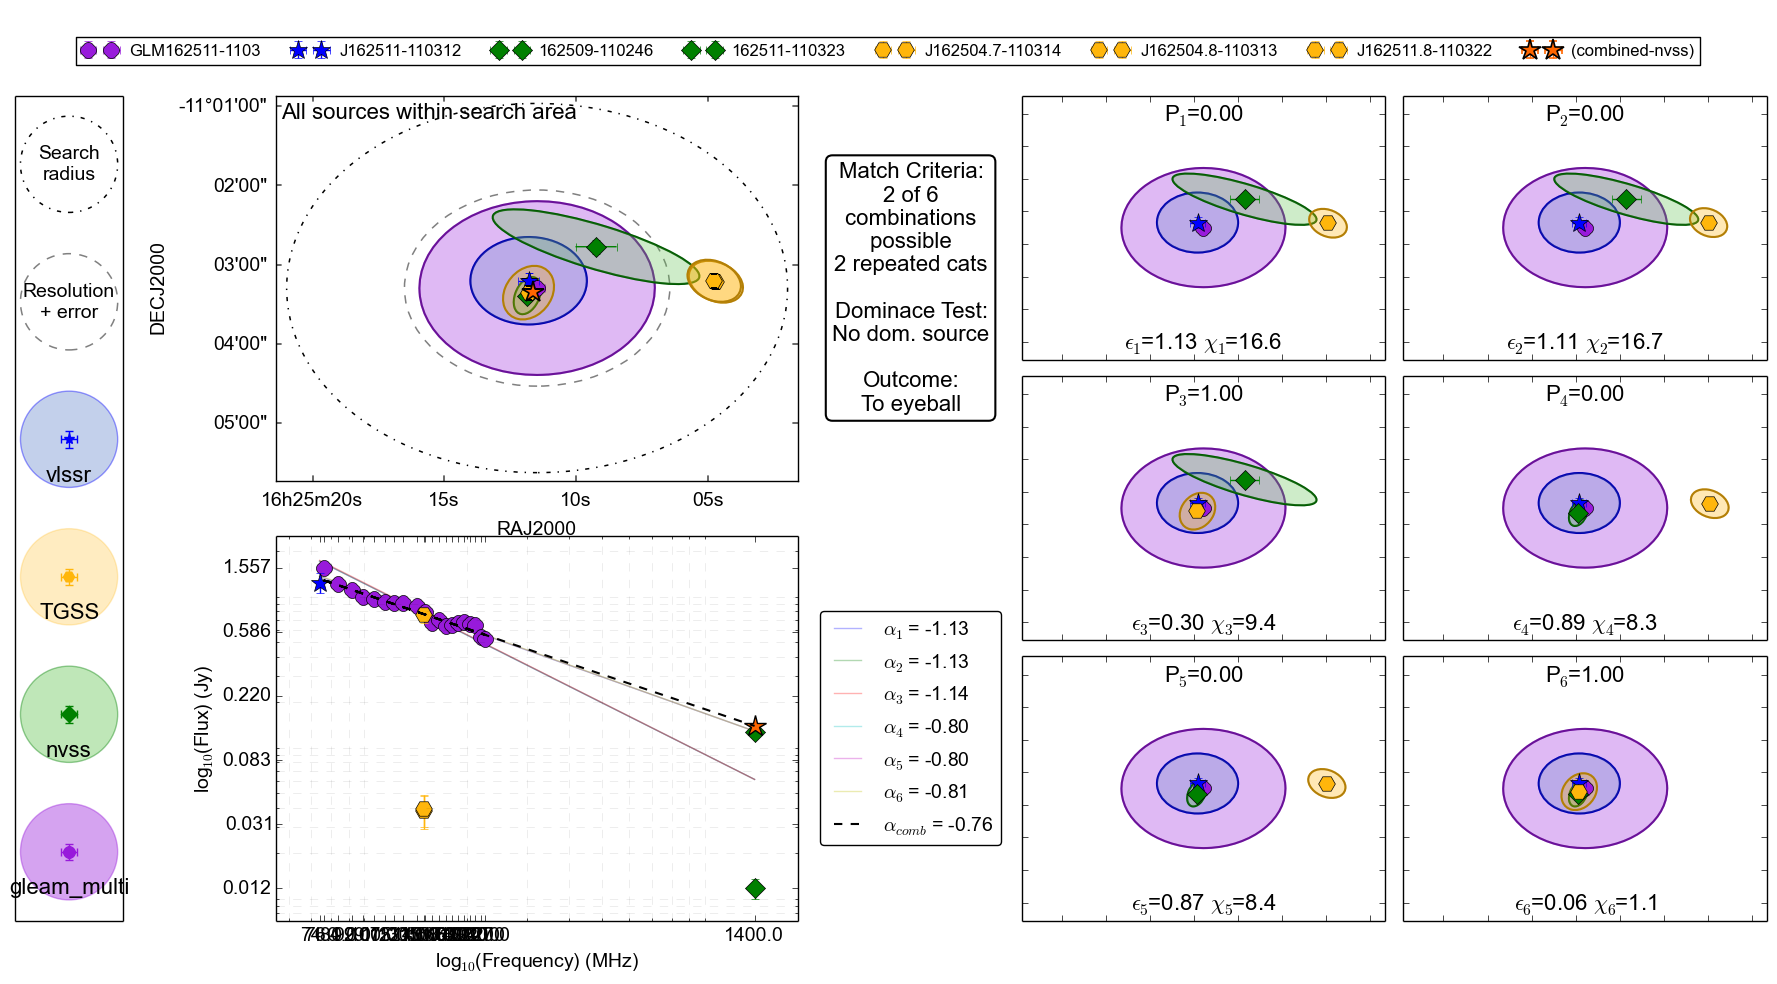 GLM162511-1103 J162511-110312 162509-110246 162511-110323 J162504.7-110314 J162504.8-110313 J162511.8-110322 (combined-nvss)
Search
radius
Resolution
+ error
vlssr
TGSS
nvss
gleam_multi
All sources within search area
-11°01'00"
02'00"
03'00"
04'00"
05'00"
DECJ2000
16h25m20s 15s 10s 05s
RAJ2000
Match Criteria:
2 of 6
combinations
possible
2 repeated cats
Dominace Test:
No dom. source
Outcome:
To eyeball
1.557
0.586
0.220
0.083
0.031
0.012
log10(Flux) (Jy)
1400.0
log10(Frequency) (MHz)
α1 = -1.13
α2 = -1.13
α3 = -1.14
α4 = -0.80
α5 = -0.80
α6 = -0.81
αcomb = -0.76
P1=0.00
ϵ1=1.13 χ1=16.6
P2=0.00
ϵ2=1.11 χ2=16.7
P3=1.00
ϵ3=0.30 χ3=9.4
P4=0.00
ϵ4=0.89 χ4=8.3
P5=0.00
ϵ5=0.87 χ5=8.4
P6=1.00
ϵ6=0.06 χ6=1.1